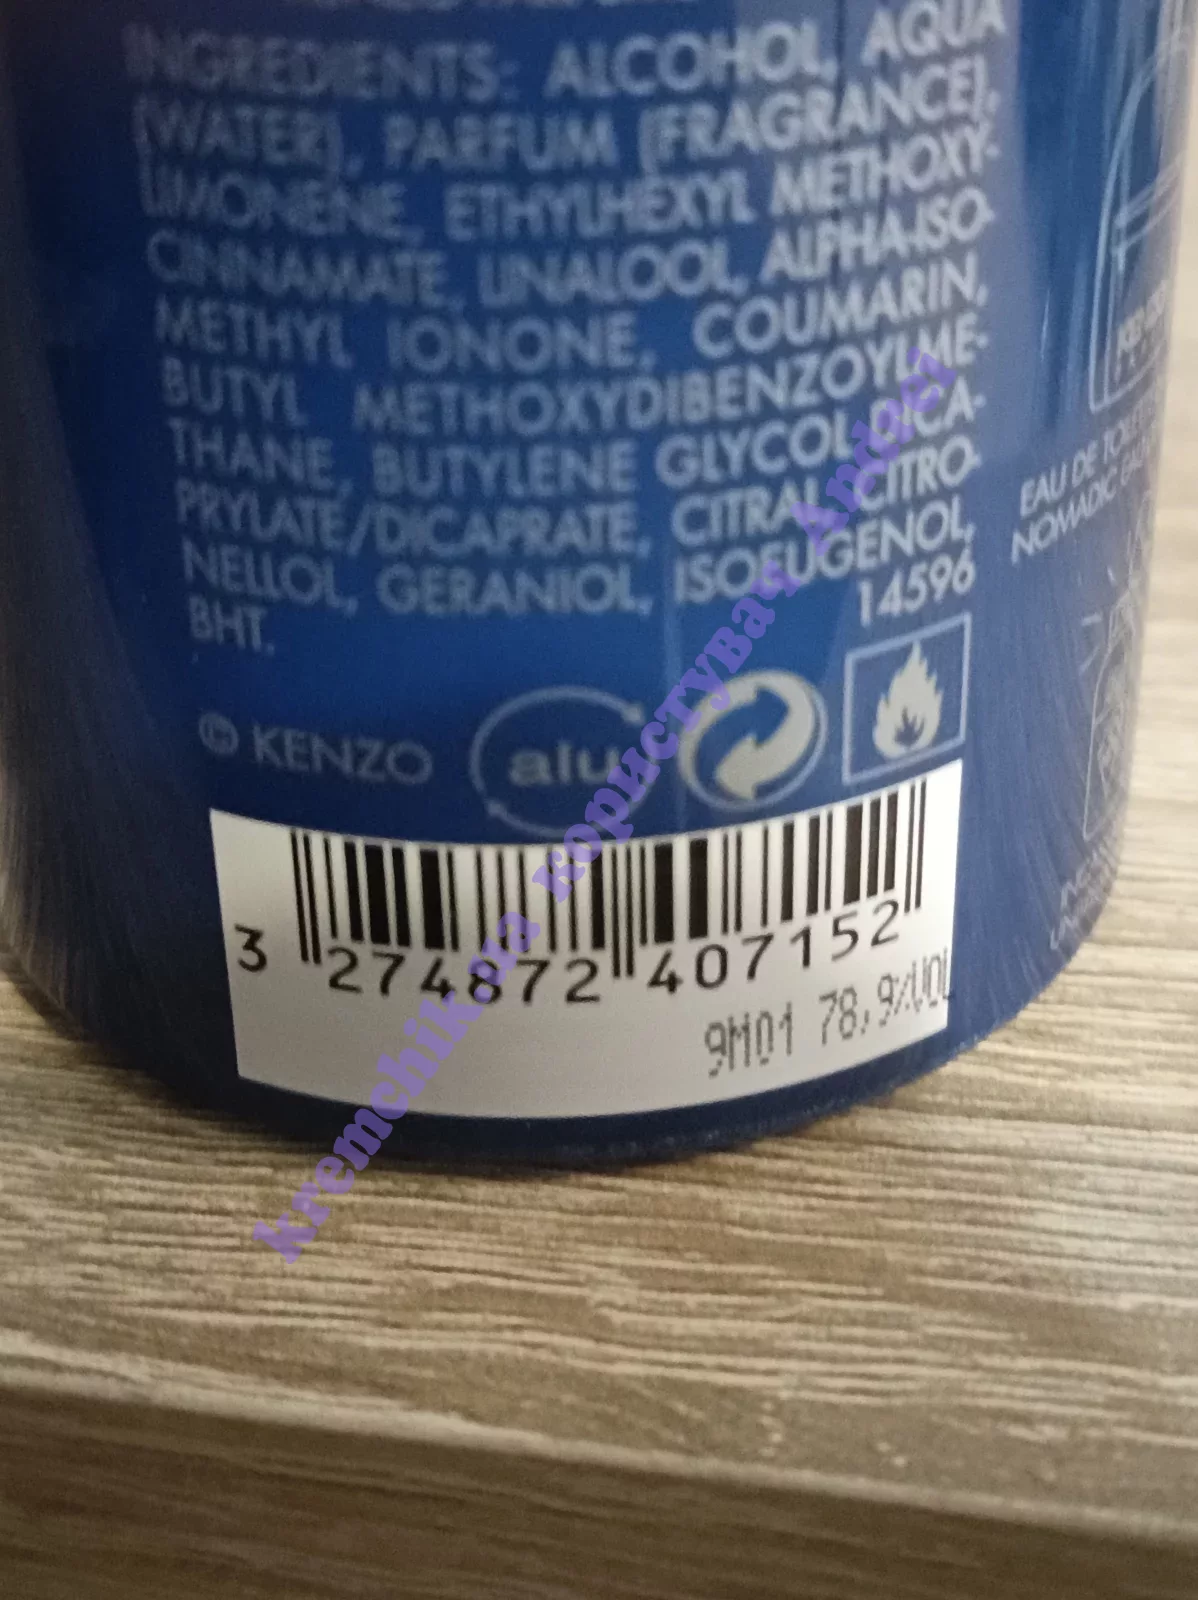 INGREDIENTS: ALCOHOL, AQUA
(WATER), PARFUM (FRAGRANCE),
LIMONENE, ETHYLHEXYL METHOXY-
CINNAMATE, LINALOOL, ALPHA-ISO-
METHYL IONONE, COUMARIN,
BUTYL METHOXYDIBENZOYLME-
THANE, BUTYLENE GLYCOL DICA-
PRYLATE/DICAPRATE, CITRAL, CITRO-
NELLOL, GERANIOL, ISOEUGENOL,
BHT. 14596
© KENZO
alu
3 274872 407152
9M01 78,9%VOL
EAU DE TOILETTE
NOMADIC
kremchik.ua користувач Andrei